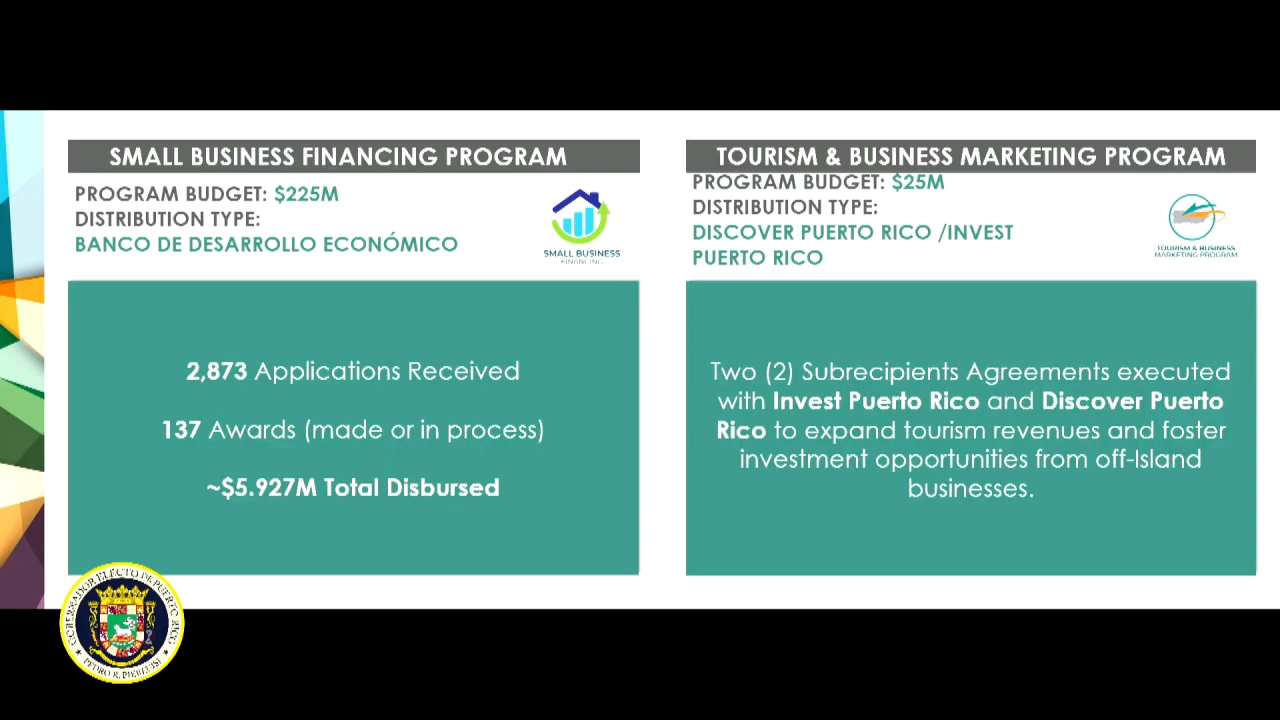 SMALL BUSINESS FINANCING PROGRAM
PROGRAM BUDGET: $225M
DISTRIBUTION TYPE:
BANCO DE DESARROLLO ECONÓMICO
SMALL BUSINESS
FINANCING
2,873 Applications Received
137 Awards (made or in process)
~$5.927M Total Disbursed
TOURISM & BUSINESS MARKETING PROGRAM
PROGRAM BUDGET: $25M
DISTRIBUTION TYPE:
DISCOVER PUERTO RICO /INVEST
PUERTO RICO
TOURISM & BUSINESS
MARKETING PROGRAM
Two (2) Subrecipients Agreements executed
with Invest Puerto Rico and Discover Puerto
Rico to expand tourism revenues and foster
investment opportunities from off-Island
businesses.
GOBERNADOR ELECTO DE PUERTO RICO
PEDRO R. PIERLUISI